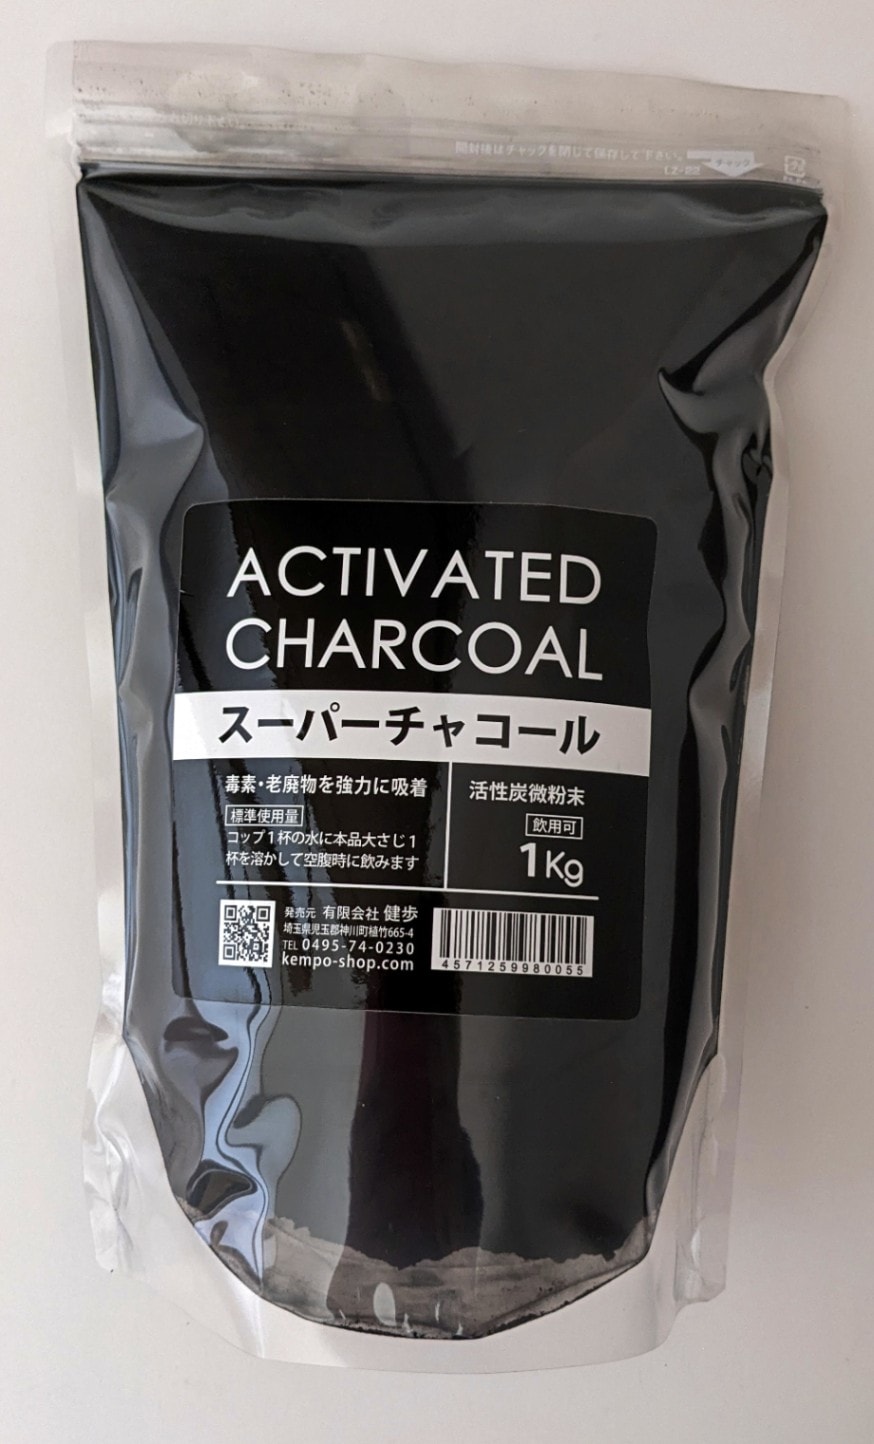 開封後はチャックを閉じて保存して下さい。
チャック
LZ-22
ACTIVATED
CHARCOAL
スーパーチャコール
毒素・老廃物を強力に吸着
標準使用量
コップ1杯の水に本品大さじ1
杯を溶かして空腹時に飲みます
活性炭微粉末
飲用可
1Kg
発売元 有限会社 健歩
埼玉県児玉郡神川町植竹665-4
TEL 0495-74-0230
kempo-shop.com
4571259980055